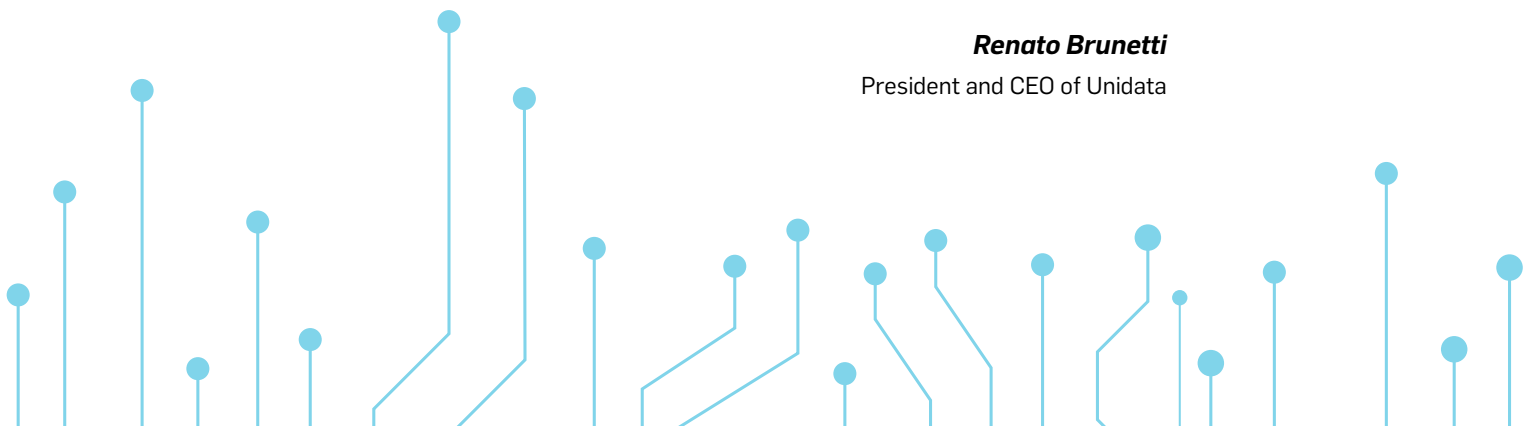 Renato Brunetti
President and CEO of Unidata